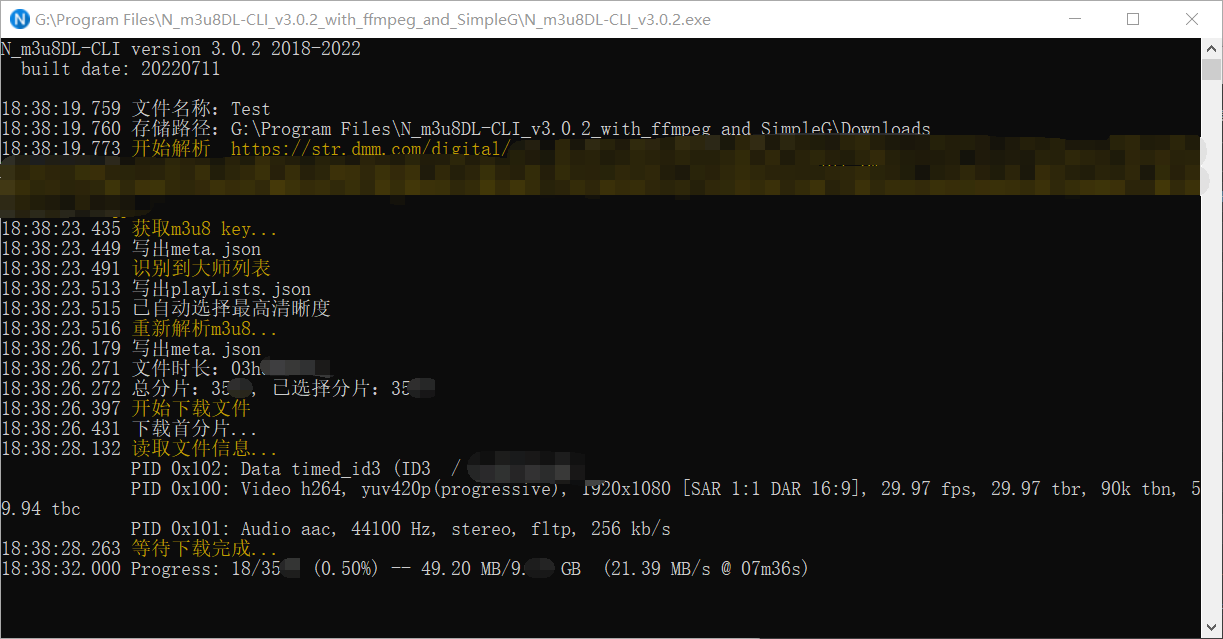 G:\Program Files\N_m3u8DL-CLI_v3.0.2_with_ffmpeg_and_SimpleG\N_m3u8DL-CLI_v3.0.2.exe
N_m3u8DL-CLI version 3.0.2 2018-2022
built date: 20220711
18:38:19.759 文件名称：Test
18:38:19.760 存储路径：G:\Program Files\N_m3u8DL-CLI_v3.0.2_with_ffmpeg_and_SimpleG\Downloads
18:38:19.773 开始解析 https://str.dmm.com/digital/
18:38:23.435 获取m3u8 key...
18:38:23.449 写出meta.json
18:38:23.491 识别到大师列表
18:38:23.513 写出playLists.json
18:38:23.515 已自动选择最高清晰度
18:38:23.516 重新解析m3u8...
18:38:26.179 写出meta.json
18:38:26.271 文件时长：03h
18:38:26.272 总分片：35, 已选择分片：35
18:38:26.397 开始下载文件
18:38:26.431 下载首分片...
18:38:28.132 读取文件信息...
PID 0x102: Data timed_id3 (ID3 /
PID 0x100: Video h264, yuv420p(progressive), 1920x1080 [SAR 1:1 DAR 16:9], 29.97 fps, 29.97 tbr, 90k tbn, 5
9.94 tbc
PID 0x101: Audio aac, 44100 Hz, stereo, fltp, 256 kb/s
18:38:28.263 等待下载完成...
18:38:32.000 Progress: 18/35 (0.50%) -- 49.20 MB/9. GB (21.39 MB/s @ 07m36s)